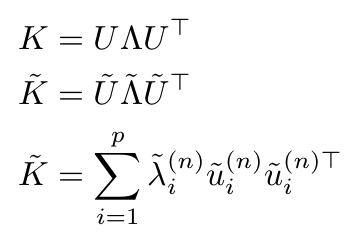 K = UΛU^⊤
K̃ = ŨΛ̃Ũ^⊤
K̃ = ∑_{i=1}^{p} λ̃_i^{(n)} ũ_i^{(n)} ũ_i^{(n)⊤}